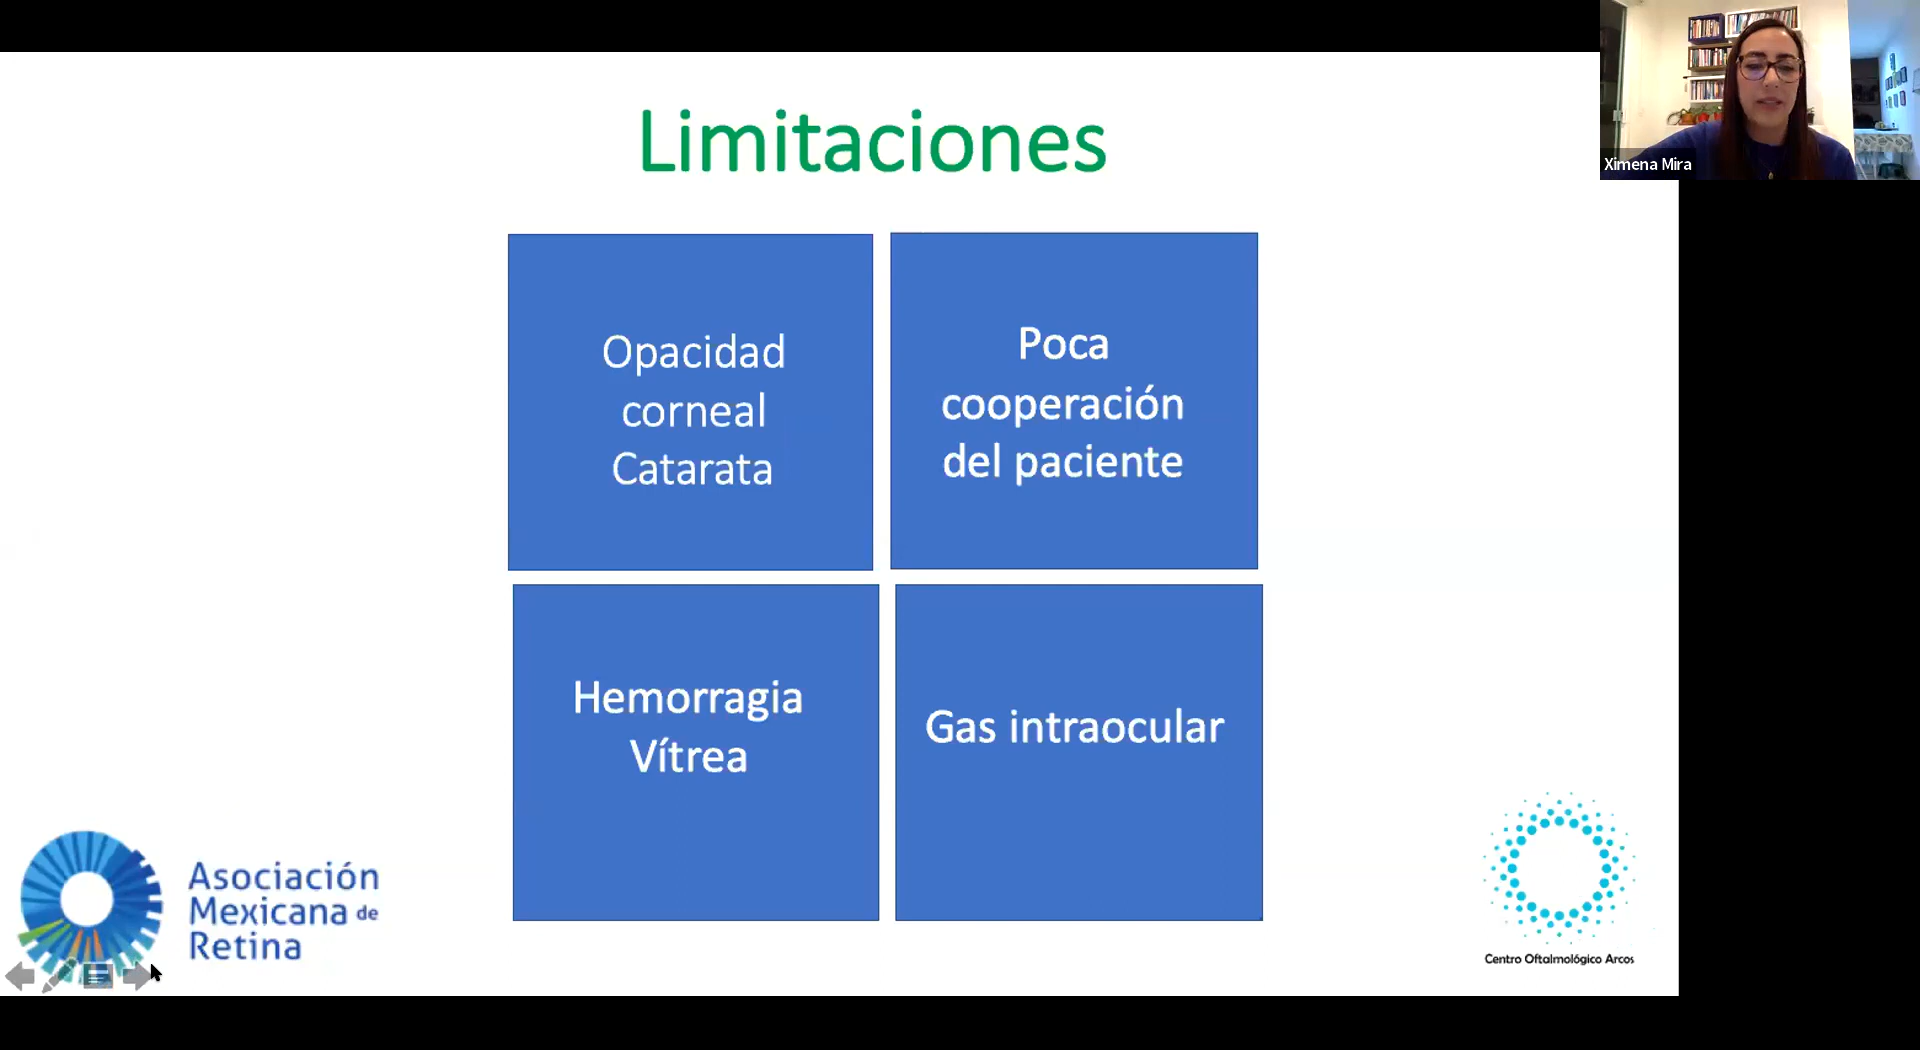 Limitaciones
Ximena Mira
Opacidad
corneal
Catarata
Poca
cooperación
del paciente
Hemorragia
Vítrea
Gas intraocular
Asociación
Mexicana de
Retina
Centro Oftalmológico Arcos